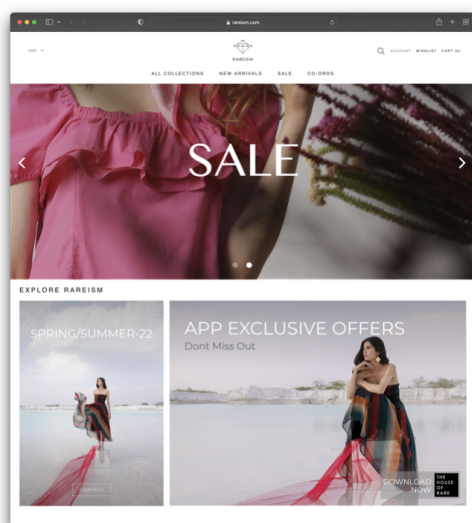 rareism.com
RAREISM
ACCOUNT WISHLIST CART (0)
ALL COLLECTIONS NEW ARRIVALS SALE CO-ORDS
SALE
EXPLORE RAREISM
SPRING/SUMMER-22
SHOP NOW
APP EXCLUSIVE OFFERS
Dont Miss Out
DOWNLOAD
NOW
THE
HOUSE
OF
RARE